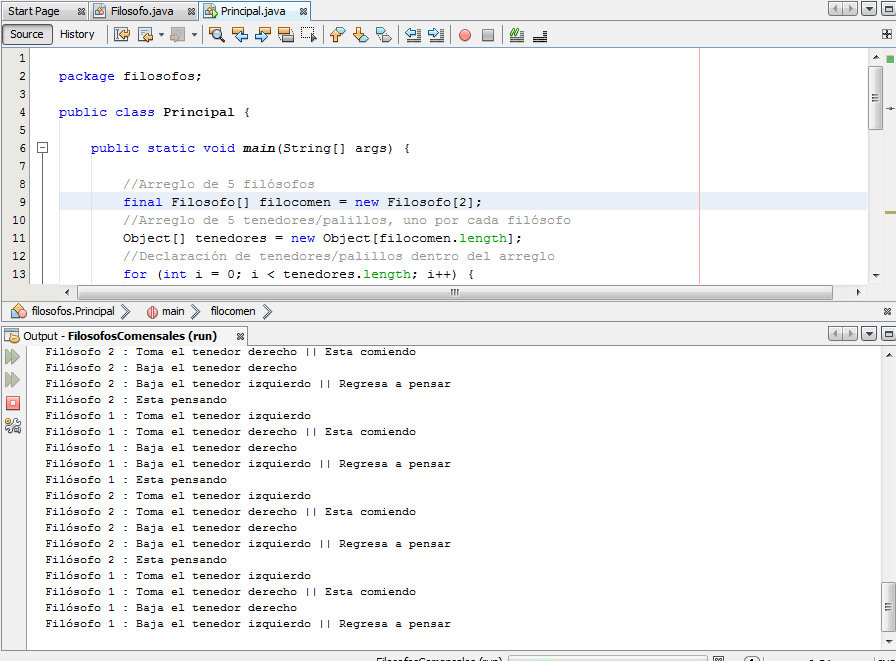 Start Page Filosofo.java Principal.java
Source History
1
2 package filosofos;
3
4 public class Principal {
5
6 public static void main(String[] args) {
7
8 //Arreglo de 5 filósofos
9 final Filosofo[] filocomen = new Filosofo[2];
10 //Arreglo de 5 tenedores/palillos, uno por cada filósofo
11 Object[] tenedores = new Object[filocomen.length];
12 //Declaración de tenedores/palillos dentro del arreglo
13 for (int i = 0; i < tenedores.length; i++) {
filosofos.Principal main filocomen
Output - FilosofosComensales (run)
Filósofo 2 : Toma el tenedor derecho || Esta comiendo
Filósofo 2 : Baja el tenedor derecho
Filósofo 2 : Baja el tenedor izquierdo || Regresa a pensar
Filósofo 2 : Esta pensando
Filósofo 1 : Toma el tenedor izquierdo
Filósofo 1 : Toma el tenedor derecho || Esta comiendo
Filósofo 1 : Baja el tenedor derecho
Filósofo 1 : Baja el tenedor izquierdo || Regresa a pensar
Filósofo 1 : Esta pensando
Filósofo 2 : Toma el tenedor izquierdo
Filósofo 2 : Toma el tenedor derecho || Esta comiendo
Filósofo 2 : Baja el tenedor derecho
Filósofo 2 : Baja el tenedor izquierdo || Regresa a pensar
Filósofo 2 : Esta pensando
Filósofo 1 : Toma el tenedor izquierdo
Filósofo 1 : Toma el tenedor derecho || Esta comiendo
Filósofo 1 : Baja el tenedor derecho
Filósofo 1 : Baja el tenedor izquierdo || Regresa a pensar
FilosofosComensales (run)